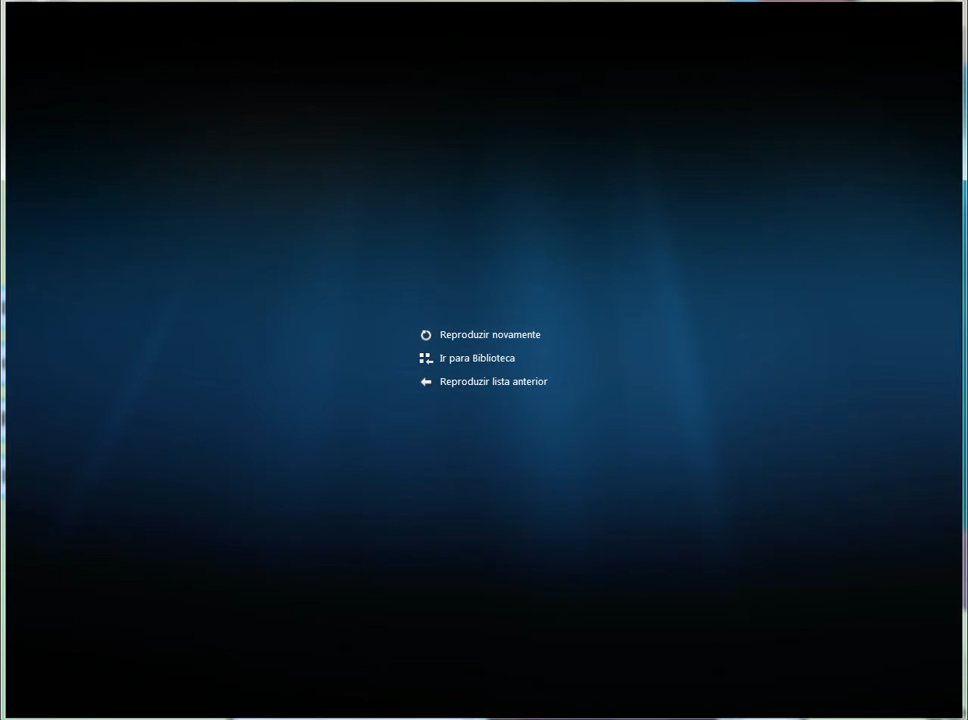 Reproduzir novamente
Ir para Biblioteca
Reproduzir lista anterior